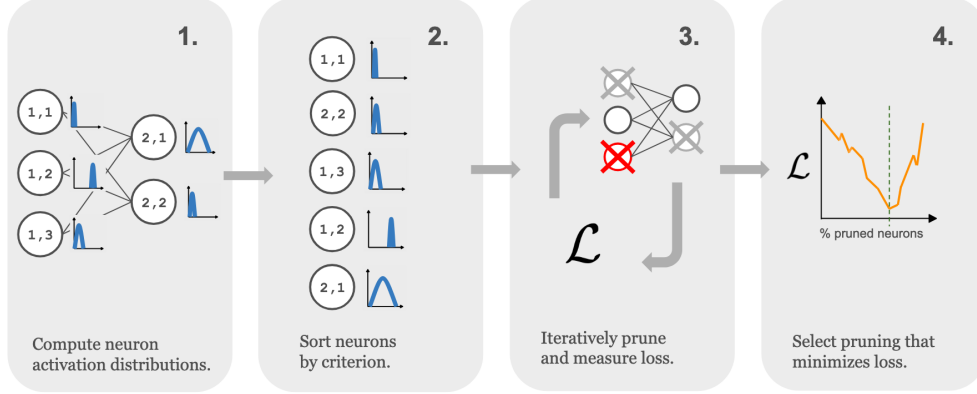 1.
1,1
2,1
1,2
2,2
1,3
Compute neuron
activation distributions.
2.
1,1
2,2
1,3
1,2
2,1
Sort neurons
by criterion.
3.
ℒ
Iteratively prune
and measure loss.
4.
ℒ
% pruned neurons
Select pruning that
minimizes loss.